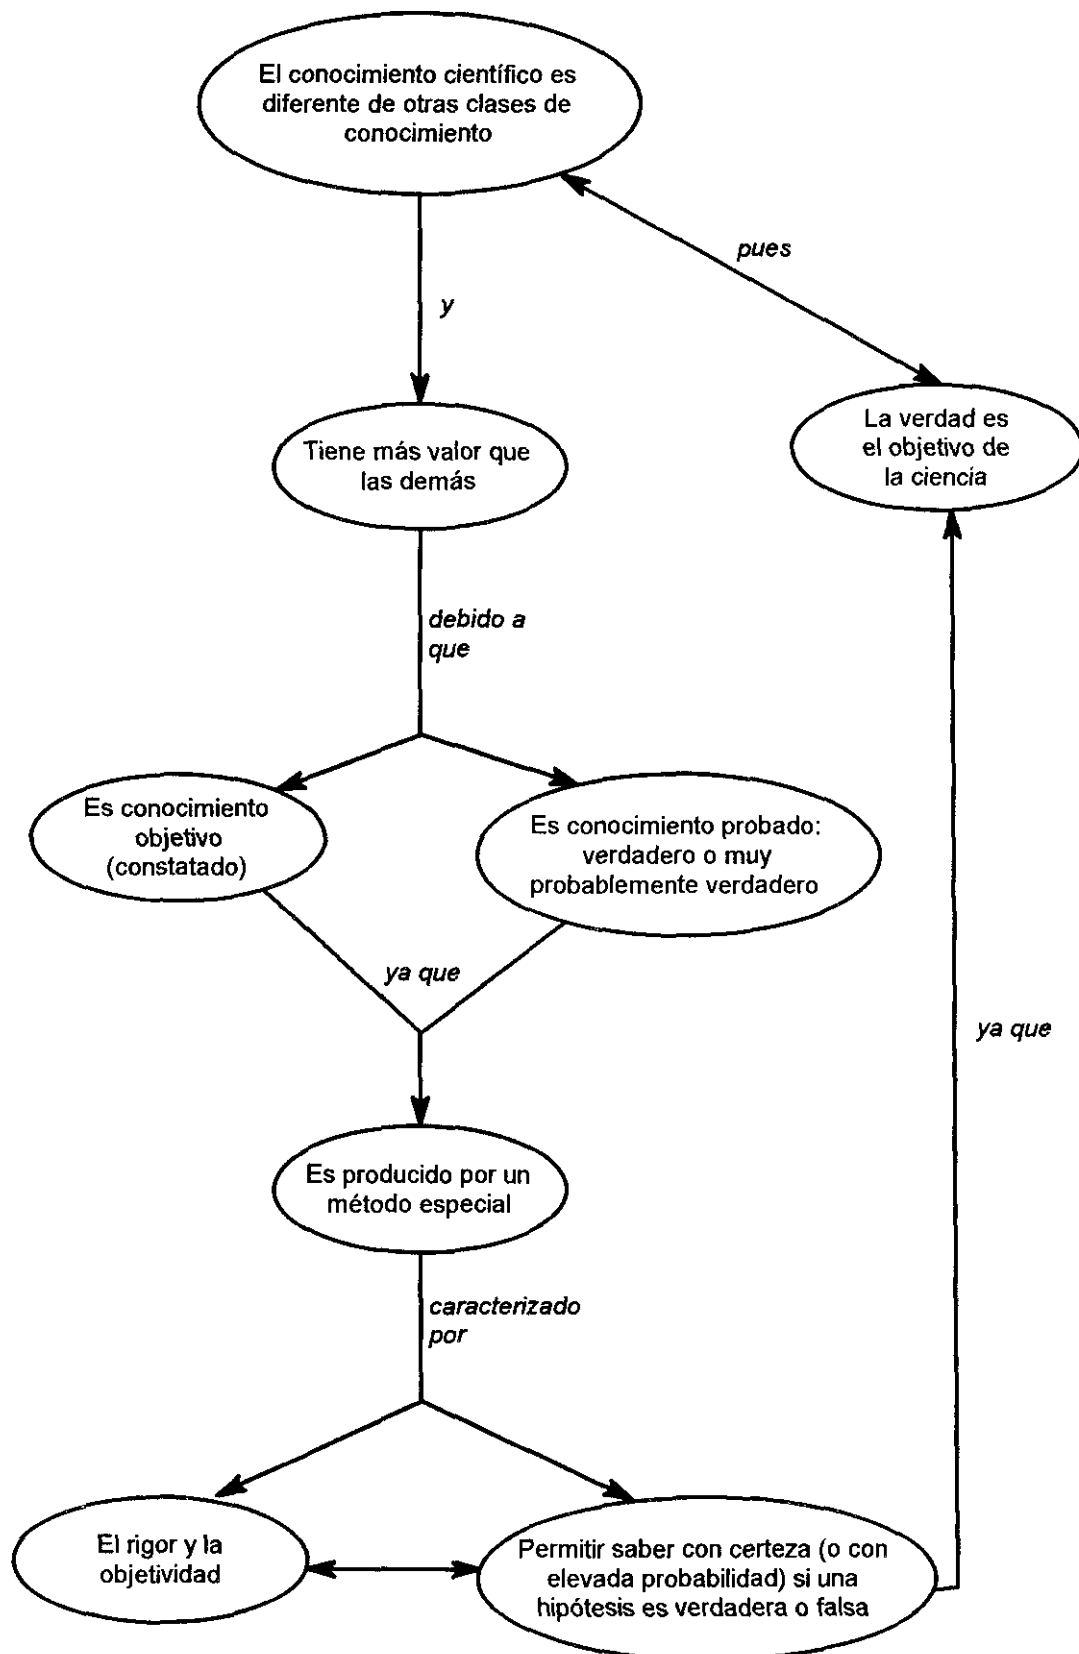 El conocimiento científico es
diferente de otras clases de
conocimiento
pues
y
La verdad es
el objetivo de
la ciencia
Tiene más valor que
las demás
debido a
que
Es conocimiento
objetivo
(constatado)
Es conocimiento probado:
verdadero o muy
probablemente verdadero
ya que
ya que
Es producido por un
método especial
caracterizado
por
El rigor y la
objetividad
Permitir saber con certeza (o con
elevada probabilidad) si una
hipótesis es verdadera o falsa